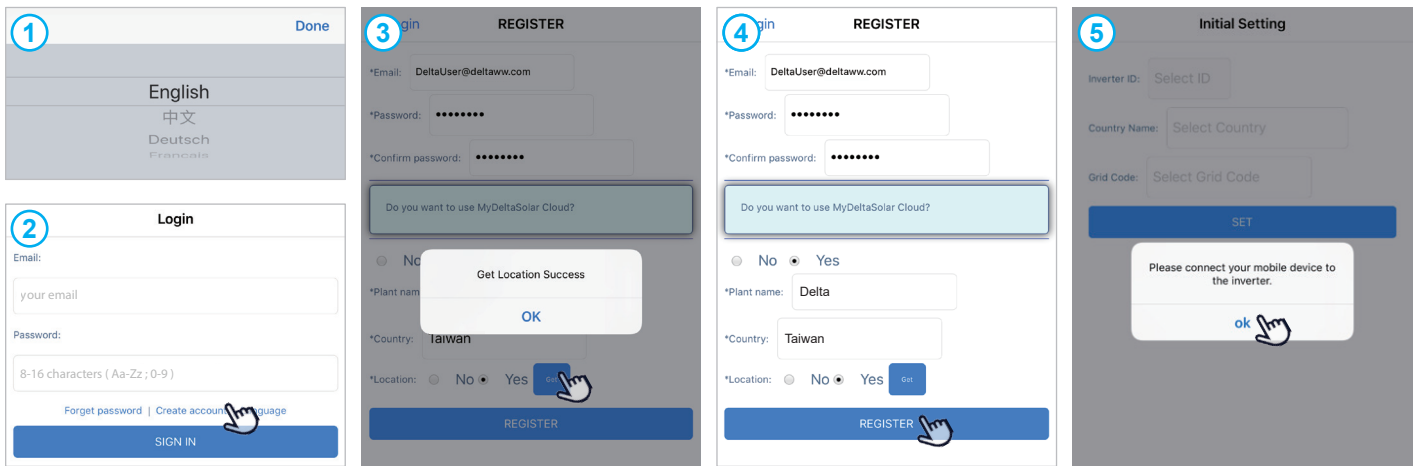 1
Done
English
中文
Deutsch
Français
2
Login
Email:
your email
Password:
8-16 characters ( Aa-Zz ; 0-9 )
Forget password | Create account
SIGN IN
3
REGISTER
*Email: DeltaUser@deltaww.com
*Password: ••••••••
*Confirm password: ••••••••
Do you want to use MyDeltaSolar Cloud?
No
Get Location Success
OK
*Country: Taiwan
*Location: No Yes Get
REGISTER
4
REGISTER
*Email: DeltaUser@deltaww.com
*Password: ••••••••
*Confirm password: ••••••••
Do you want to use MyDeltaSolar Cloud?
No Yes
*Plant name: Delta
*Country: Taiwan
*Location: No Yes Get
REGISTER
5
Initial Setting
Inverter ID: Select ID
Country Name: Select Country
Grid Code: Select Grid Code
SET
Please connect your mobile device to
the inverter.
ok